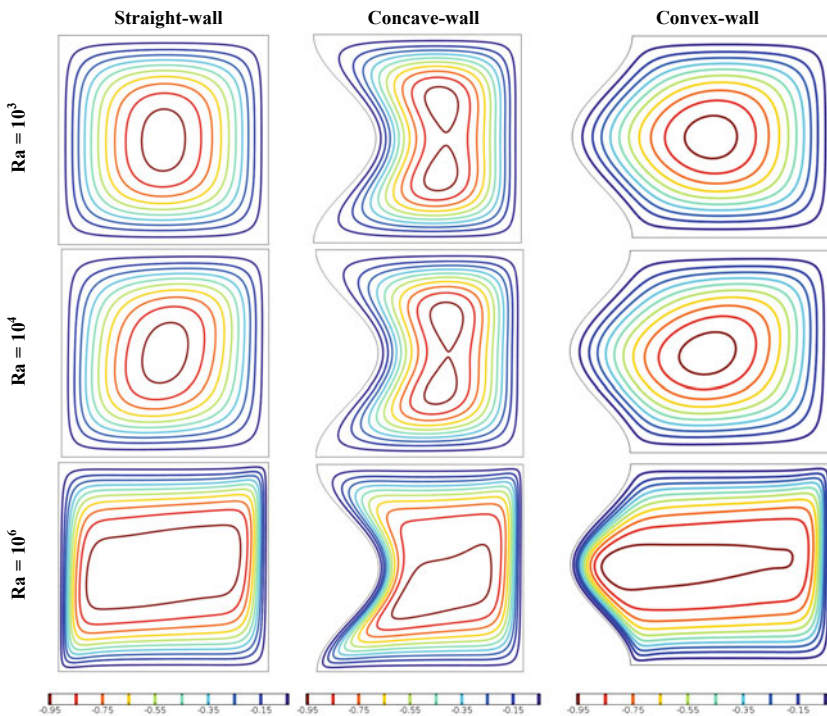 Straight-wall Concave-wall Convex-wall
Ra = 10³
Ra = 10⁴
Ra = 10⁶
-0.95 -0.75 -0.55 -0.35 -0.15 -0.95 -0.75 -0.55 -0.35 -0.15 -0.95 -0.75 -0.55 -0.35 -0.15